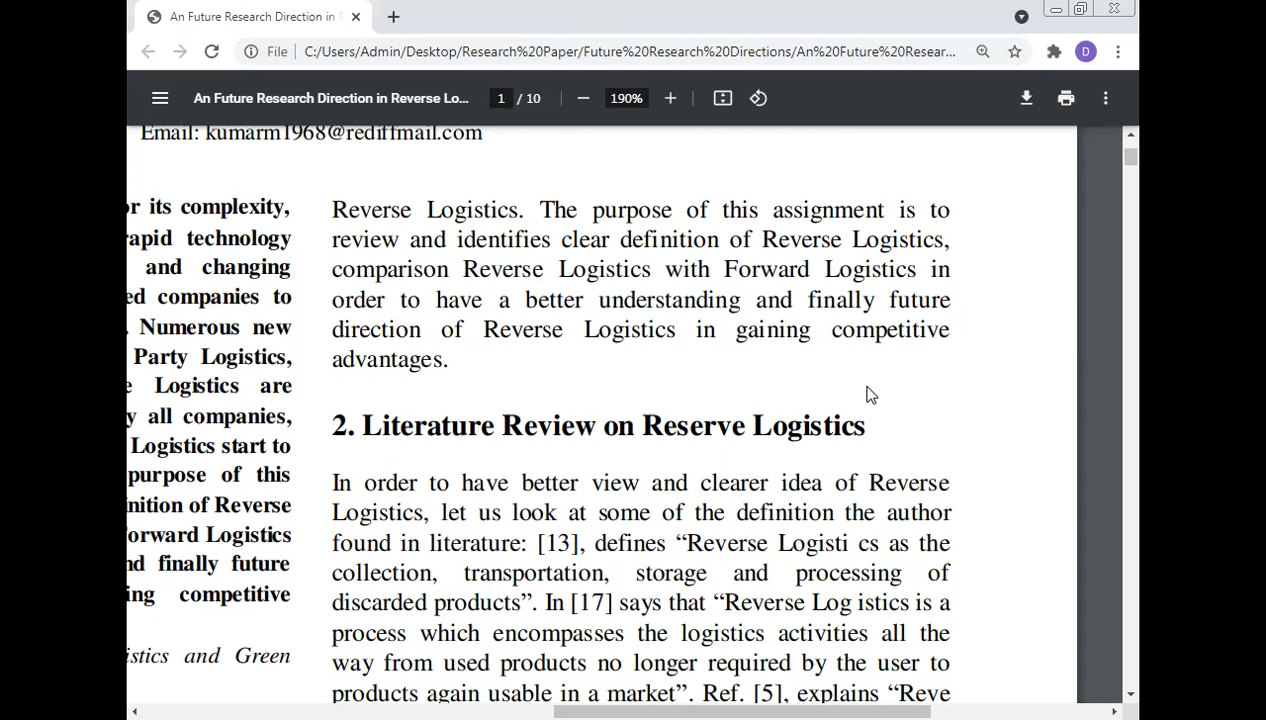 An Future Research Direction in
File
C:/Users/Admin/Desktop/Research%20Paper/Future%20Research%20Directions/An%20Future%20Resear...
D
An Future Research Direction in Reverse Lo...
1 / 10
190%
Email: kumarm1968@rediffmail.com
or its complexity,
rapid technology
and changing
ed companies to
. Numerous new
Party Logistics,
e Logistics are
y all companies,
Logistics start to
purpose of this
inition of Reverse
Forward Logistics
nd finally future
ing competitive
istics and Green
Reverse Logistics. The purpose of this assignment is to
review and identifies clear definition of Reverse Logistics,
comparison Reverse Logistics with Forward Logistics in
order to have a better understanding and finally future
direction of Reverse Logistics in gaining competitive
advantages.
2. Literature Review on Reserve Logistics
In order to have better view and clearer idea of Reverse
Logistics, let us look at some of the definition the author
found in literature: [13], defines “Reverse Logisti cs as the
collection, transportation, storage and processing of
discarded products”. In [17] says that “Reverse Log istics is a
process which encompasses the logistics activities all the
way from used products no longer required by the user to
products again usable in a market”. Ref. [5], explains “Reve